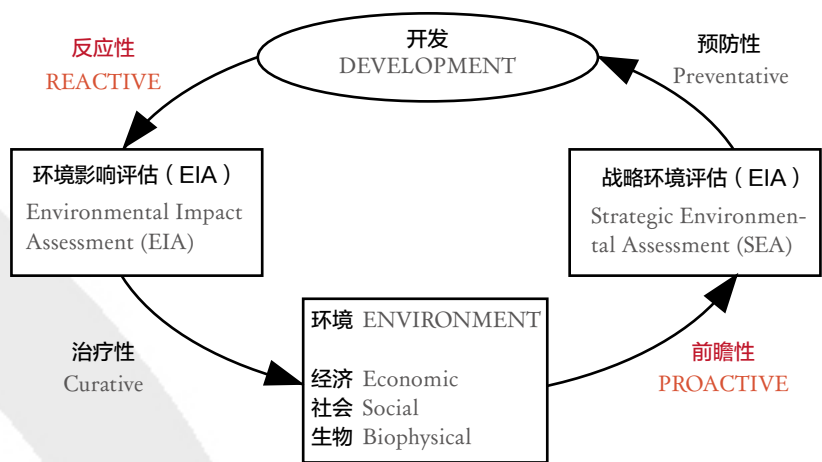 开发
DEVELOPMENT
反应性
REACTIVE
预防性
Preventative
环境影响评估（EIA）
Environmental Impact
Assessment (EIA)
战略环境评估（EIA）
Strategic Environmen-
tal Assessment (SEA)
治疗性
Curative
环境 ENVIRONMENT
经济 Economic
社会 Social
生物 Biophysical
前瞻性
PROACTIVE